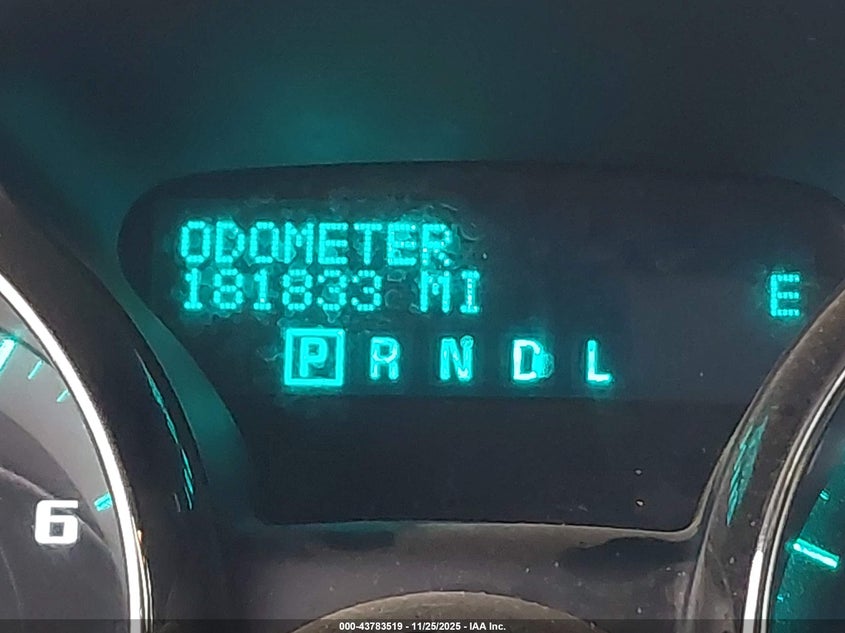 ODOMETER
181833 MI
E
P R N D L
6
000-43783519 - 11/25/2025 - IAA Inc.